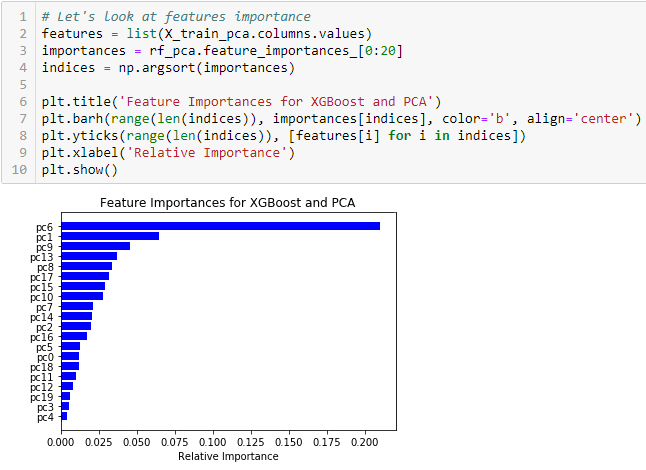 1 # Let's look at features importance
2 features = list(X_train_pca.columns.values)
3 importances = rf_pca.feature_importances_[0:20]
4 indices = np.argsort(importances)
5
6 plt.title('Feature Importances for XGBoost and PCA')
7 plt.barh(range(len(indices)), importances[indices], color='b', align='center')
8 plt.yticks(range(len(indices)), [features[i] for i in indices])
9 plt.xlabel('Relative Importance')
10 plt.show()
Feature Importances for XGBoost and PCA
pc6
pc1
pc9
pc13
pc8
pc17
pc15
pc10
pc7
pc14
pc2
pc16
pc5
pc0
pc18
pc11
pc12
pc19
pc3
pc4
0.000 0.025 0.050 0.075 0.100 0.125 0.150 0.175 0.200
Relative Importance